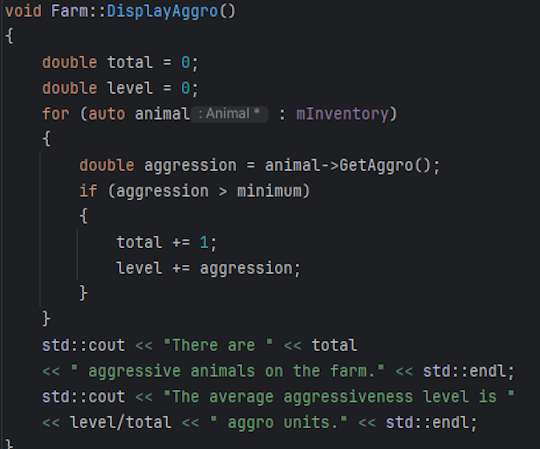 void Farm::DisplayAggro()
{
    double total = 0;
    double level = 0;
    for (auto animal : Animal * : mInventory)
    {
        double aggression = animal->GetAggro();
        if (aggression > minimum)
        {
            total += 1;
            level += aggression;
        }
    }
    std::cout << "There are " << total
    << " aggressive animals on the farm." << std::endl;
    std::cout << "The average aggressiveness level is "
    << level/total << " aggro units." << std::endl;
}